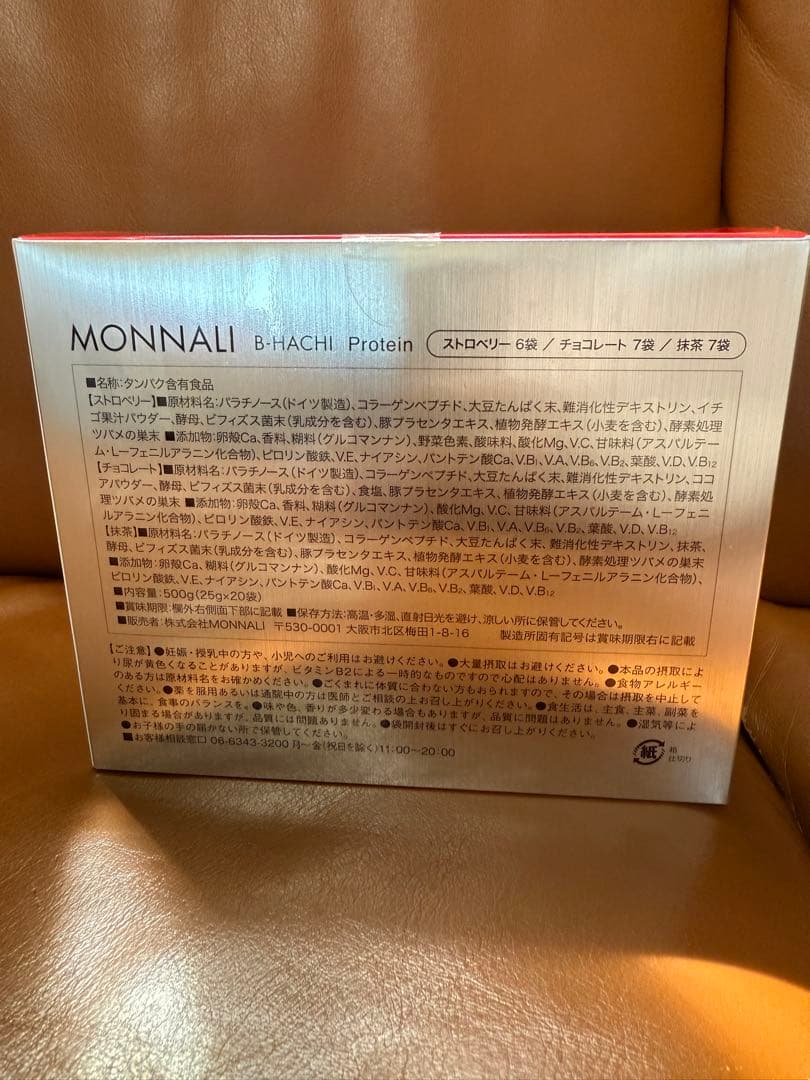 MONNALI B-HACHI Protein ストロベリー 6袋 / チョコレート 7袋 / 抹茶 7袋
■名称:タンパク含有食品
【ストロベリー】■原材料名:パラチノース(ドイツ製造)、コラーゲンペプチド、大豆たんぱく末、難消化性デキストリン、イチ
ゴ果汁パウダー、酵母、ビフィズス菌末(乳成分を含む)、豚プラセンタエキス、植物発酵エキス(小麦を含む)、酵素処理
ツバメの巣末 ■添加物:卵殻Ca、香料、糊料(グルコマンナン)、野菜色素、酸味料、酸化Mg、V.C、甘味料(アスパルテー
ム・L-フェニルアラニン化合物)、ピロリン酸鉄、V.E、ナイアシン、パントテン酸Ca、V.B1、V.A、V.B6、V.B2、葉酸、V.D、V.B12
【チョコレート】■原材料名:パラチノース(ドイツ製造)、コラーゲンペプチド、大豆たんぱく末、難消化性デキストリン、ココ
アパウダー、酵母、ビフィズス菌末(乳成分を含む)、食塩、豚プラセンタエキス、植物発酵エキス(小麦を含む)、酵素処
理ツバメの巣末 ■添加物:卵殻Ca、香料、糊料(グルコマンナン)、酸化Mg、V.C、甘味料(アスパルテーム・L-フェニ
ルアラニン化合物)、ピロリン酸鉄、V.E、ナイアシン、パントテン酸Ca、V.B1、V.A、V.B6、V.B2、葉酸、V.D、V.B12
【抹茶】■原材料名:パラチノース(ドイツ製造)、コラーゲンペプチド、大豆たんぱく末、難消化性デキストリン、抹茶、
酵母、ビフィズス菌末(乳成分を含む)、豚プラセンタエキス、植物発酵エキス(小麦を含む)、酵素処理ツバメの巣末
■添加物:卵殻Ca、糊料(グルコマンナン)、酸化Mg、V.C、甘味料(アスパルテーム・L-フェニルアラニン化合物)、
ピロリン酸鉄、V.E、ナイアシン、パントテン酸Ca、V.B1、V.A、V.B6、V.B2、葉酸、V.D、V.B12
■内容量:500g(25g×20袋)
■賞味期限:欄外右側面下部に記載 ■保存方法:高温・多湿、直射日光を避け、涼しい所に保管してください。
■販売者:株式会社MONNALI 〒530-0001 大阪市北区梅田1-8-16 製造所固有記号は賞味期限右に記載
【ご注意】●妊娠・授乳中の方や、小児へのご利用はお避けください。●大量摂取はお避けください。●本品の摂取によ
り尿が黄色くなることがありますが、ビタミンB2による一時的なものですので心配はありません。●食物アレルギー
のある方は原材料名をお確かめください。●ごくまれに体質に合わない方もおられますので、その場合は摂取を中止して
ください。●薬を服用あるいは通院中の方は医師とご相談の上お召し上がりください。●食生活は、主食、主菜、副菜を
基本に、食事のバランスを。●味や色、香りが多少変わる場合もありますが、品質に問題はありません。●湿気等によ
り固まる場合がありますが、品質には問題ありません。●袋開封後はすぐにお召し上がりください。
●お子様の手の届かない所で保管してください。
■お客様相談窓口 06-6343-3200 月〜金(祝日を除く)11:00〜20:00
紙 箱
仕切り